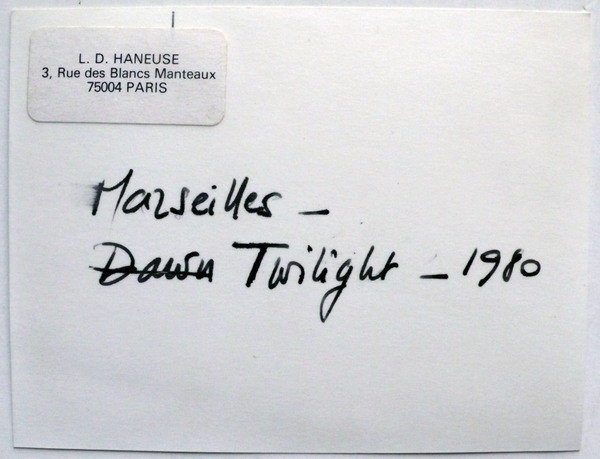 L. D. HANEUSE
3, Rue des Blancs Manteaux
75004 PARIS
Marseilles –
Dawn Twilight – 1980